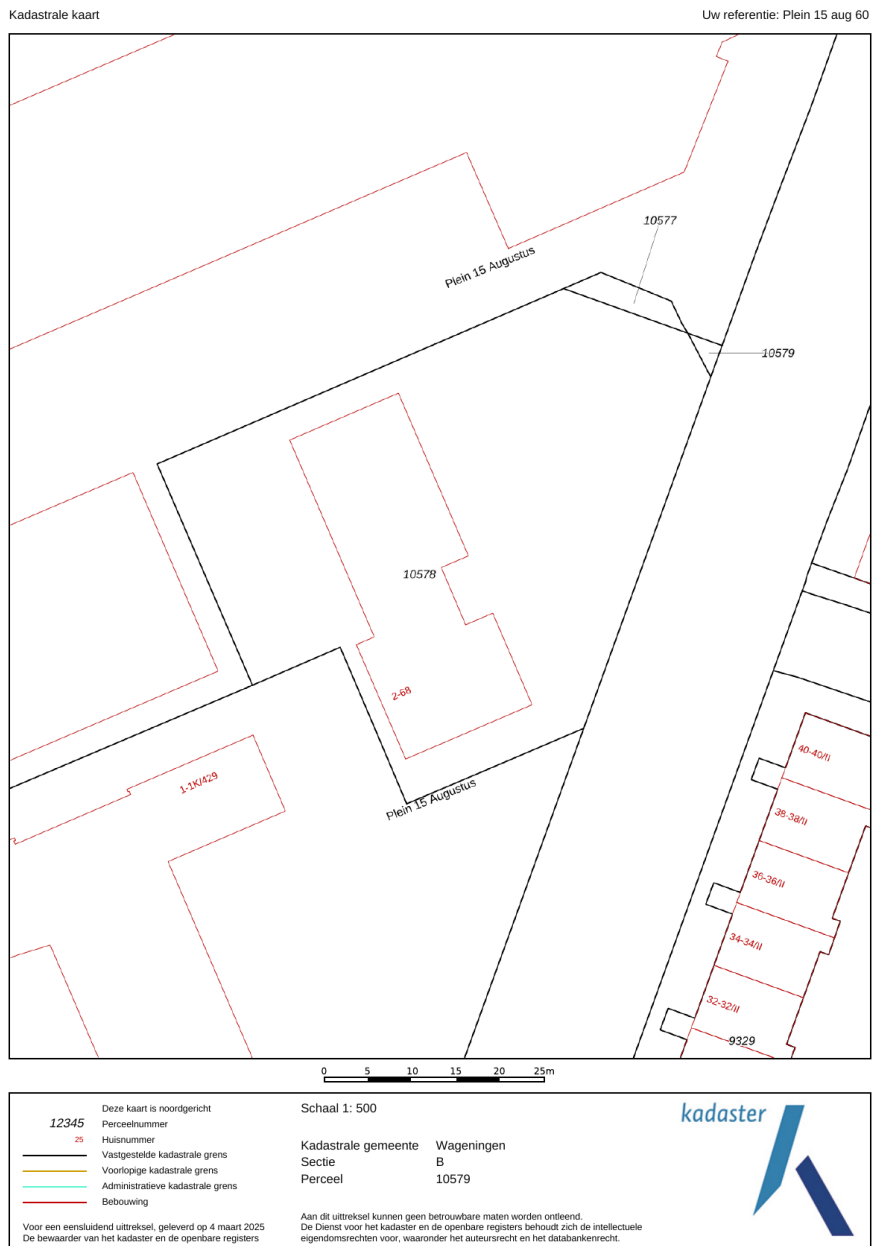 Kadastrale kaart
Uw referentie: Plein 15 aug 60
10577
Plein 15 Augustus
10579
10578
2-68
40-40/II
1-1K/429
Plein 15 Augustus
38-38/II
36-36/II
34-34/II
32-32/II
9329
0 5 10 15 20 25m
Deze kaart is noordgericht
12345 Perceelnummer
25 Huisnummer
Vastgestelde kadastrale grens
Voorlopige kadastrale grens
Administratieve kadastrale grens
Bebouwing
Voor een eensluidend uittreksel, geleverd op 4 maart 2025
De bewaarder van het kadaster en de openbare registers
Schaal 1: 500
Kadastrale gemeente Wageningen
Sectie B
Perceel 10579
Aan dit uittreksel kunnen geen betrouwbare maten worden ontleend.
De Dienst voor het kadaster en de openbare registers behoudt zich de intellectuele
eigendomsrechten voor, waaronder het auteursrecht en het databankenrecht.
kadaster